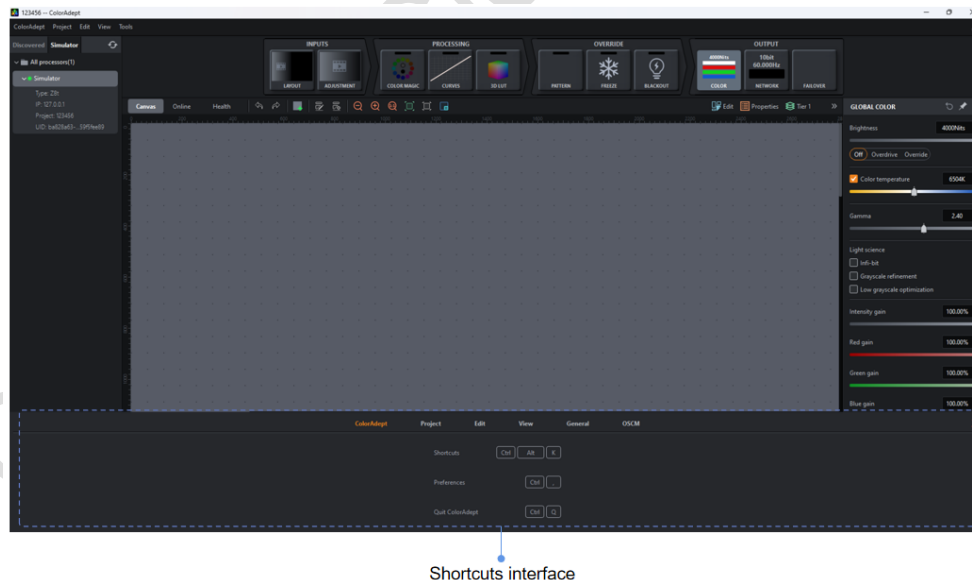 123456 — ColorAdept
ColorAdept Project Edit View Tools
Discovered Simulator
All processors(1)
Simulator
Type: Z8t
IP: 127.0.0.1
Project: 123456
INPUTS
LAYOUT ADJUSTMENT
PROCESSING
COLOR MAGIC CURVES 3D LUT
OVERRIDE
PATTERN FREEZE BLACKOUT
OUTPUT
4000Nits
10bit
60.000Hz
COLOR NETWORK FAILOVER
Canvas Online Health
Edit Properties Tier 1
GLOBAL COLOR
Brightness 4000Nits
Off Overdrive Override
Color temperature 6504K
Gamma 2.40
Light science
Infi-bit
Grayscale refinement
Low grayscale optimization
Intensity gain 100.00%
Red gain 100.00%
Green gain 100.00%
Blue gain 100.00%
ColorAdept Project Edit View General OSCM
Shortcuts Ctrl Alt K
Preferences Ctrl
Quit ColorAdept Ctrl Q
Shortcuts interface